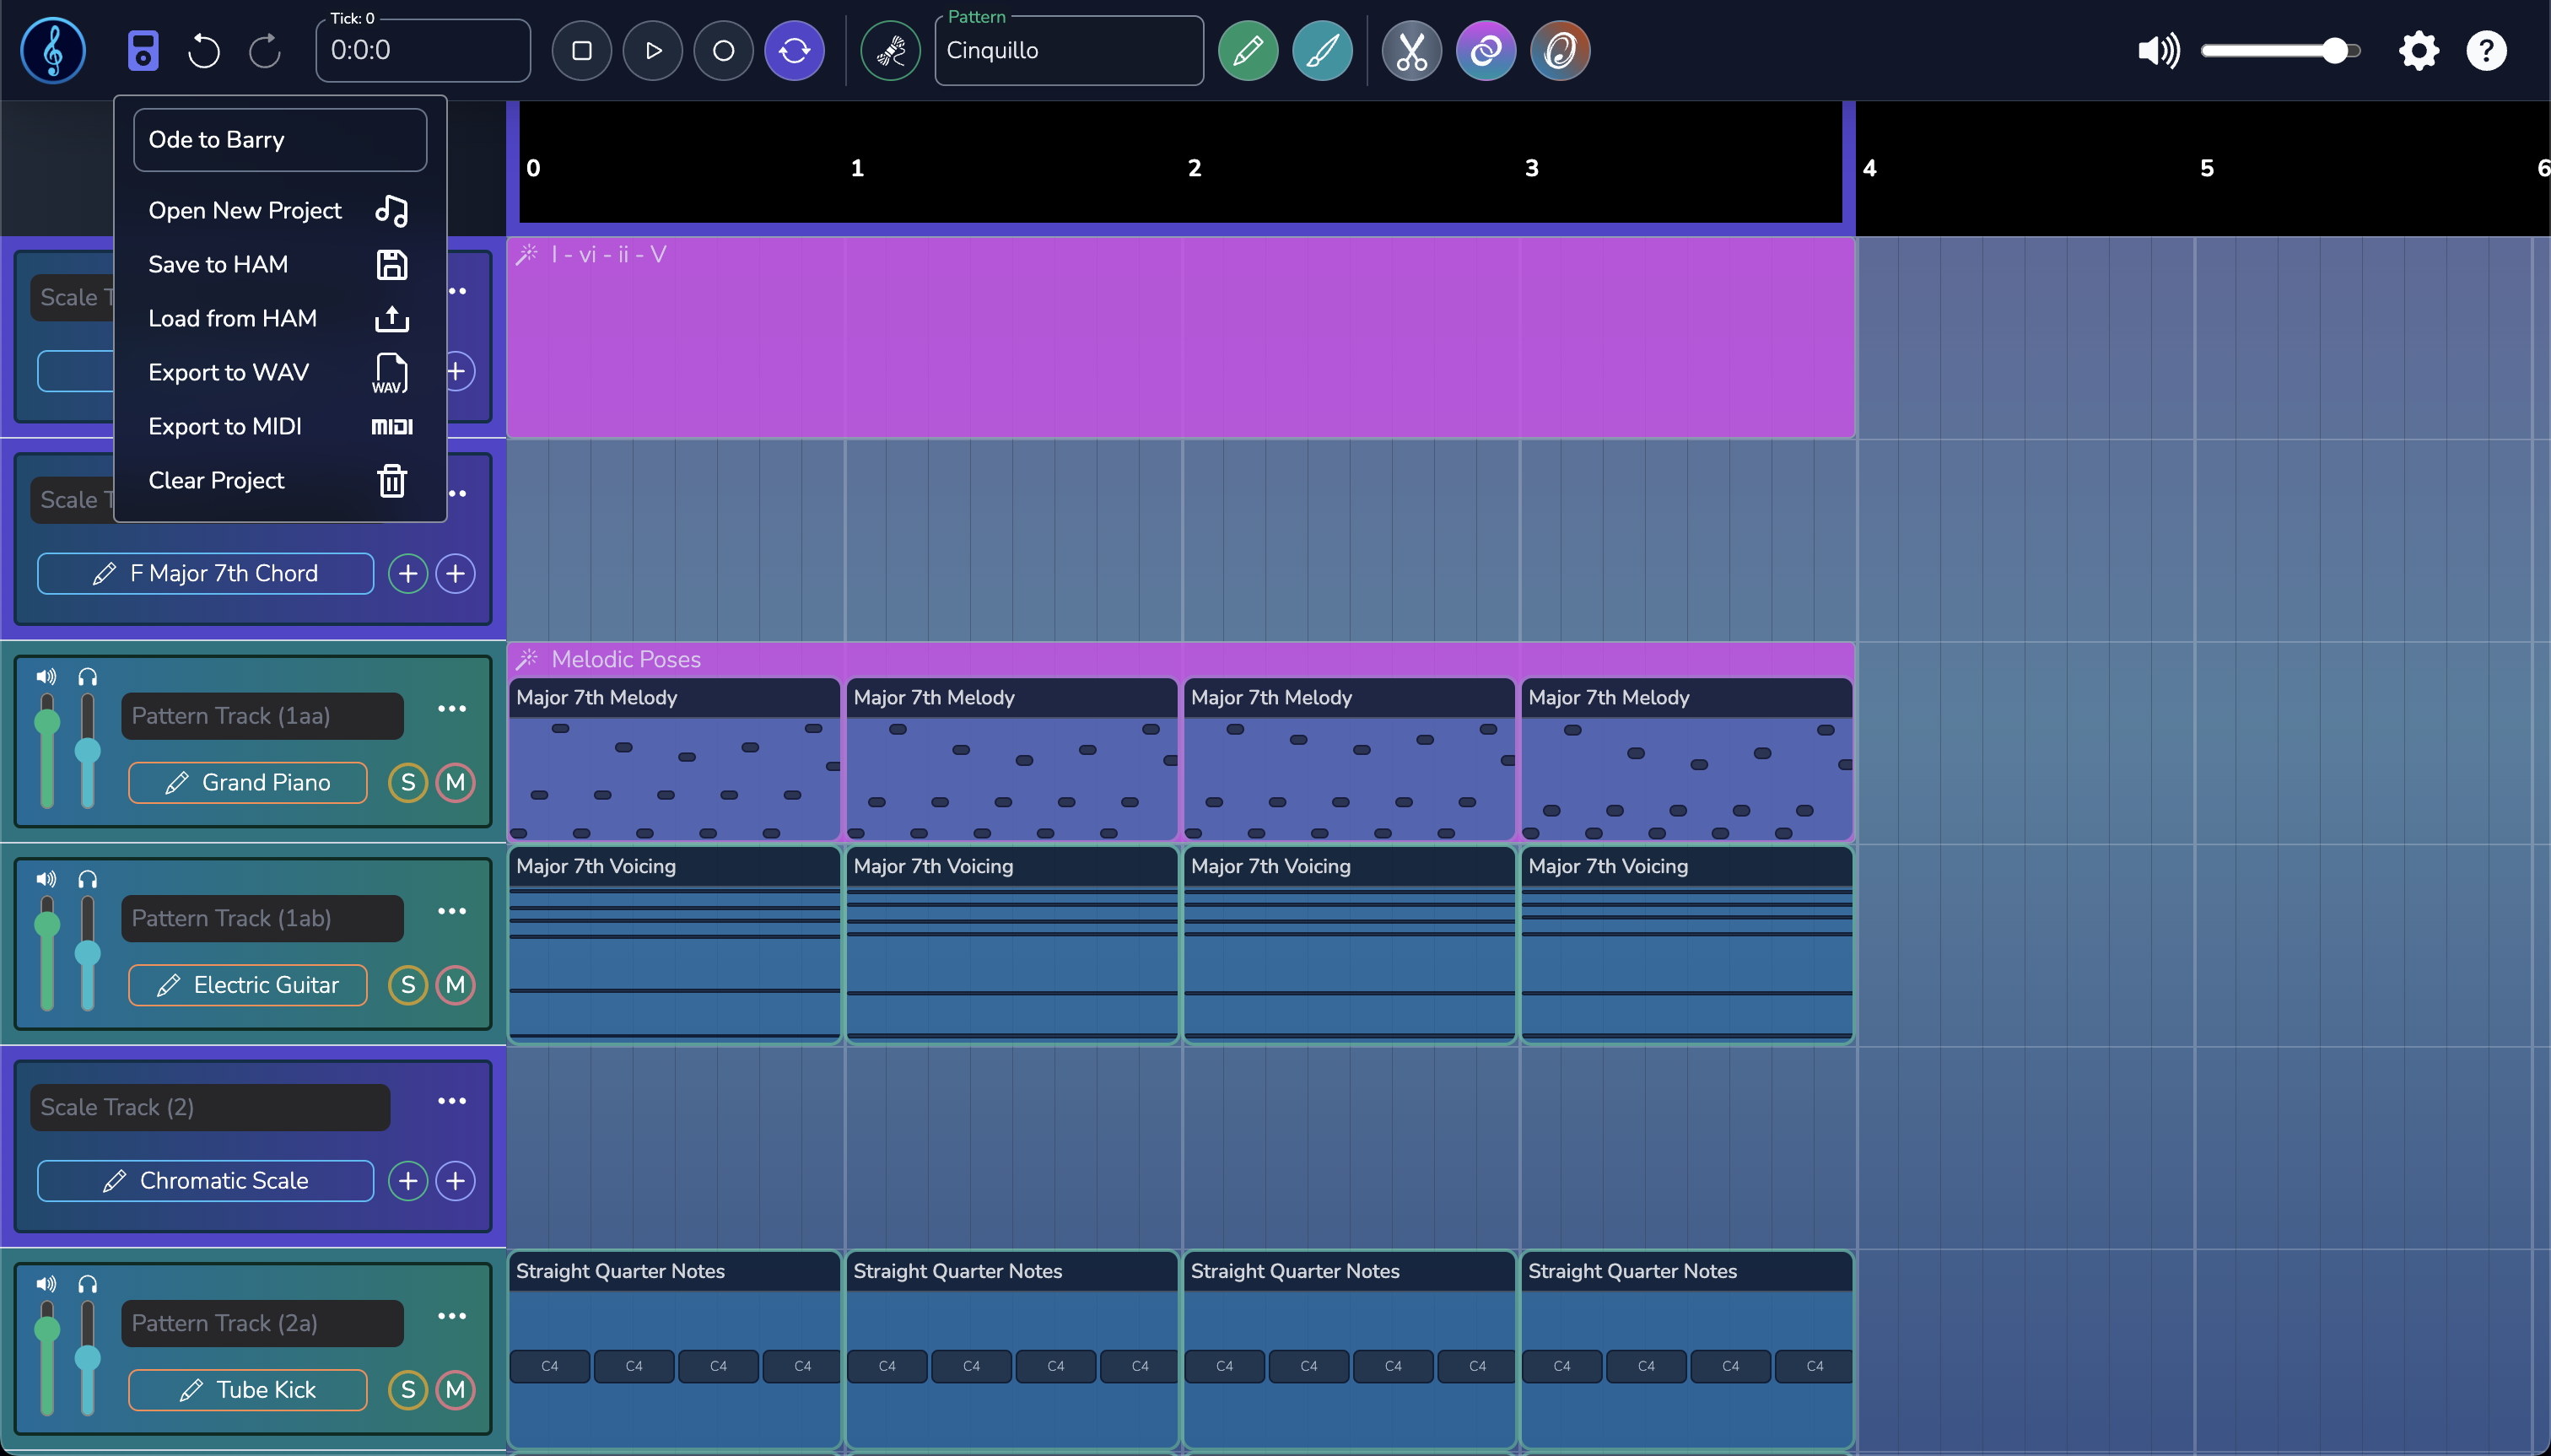 Tick: 0
0:0:0
Pattern
Cinquillo
?
Ode to Barry
Open New Project
Save to HAM
Load from HAM
Export to WAV
WAV
Export to MIDI
MIDI
Clear Project
0
1
2
3
4
5
6
Scale T
I - vi - ii - V
Scale T
F Major 7th Chord
Melodic Poses
Pattern Track (1aa)
Grand Piano
S
M
Major 7th Melody
Major 7th Melody
Major 7th Melody
Major 7th Melody
Pattern Track (1ab)
Electric Guitar
S
M
Major 7th Voicing
Major 7th Voicing
Major 7th Voicing
Major 7th Voicing
Scale Track (2)
Chromatic Scale
Pattern Track (2a)
Tube Kick
S
M
Straight Quarter Notes
Straight Quarter Notes
Straight Quarter Notes
Straight Quarter Notes
C4 C4 C4 C4 C4 C4 C4 C4 C4 C4 C4 C4 C4 C4 C4 C4